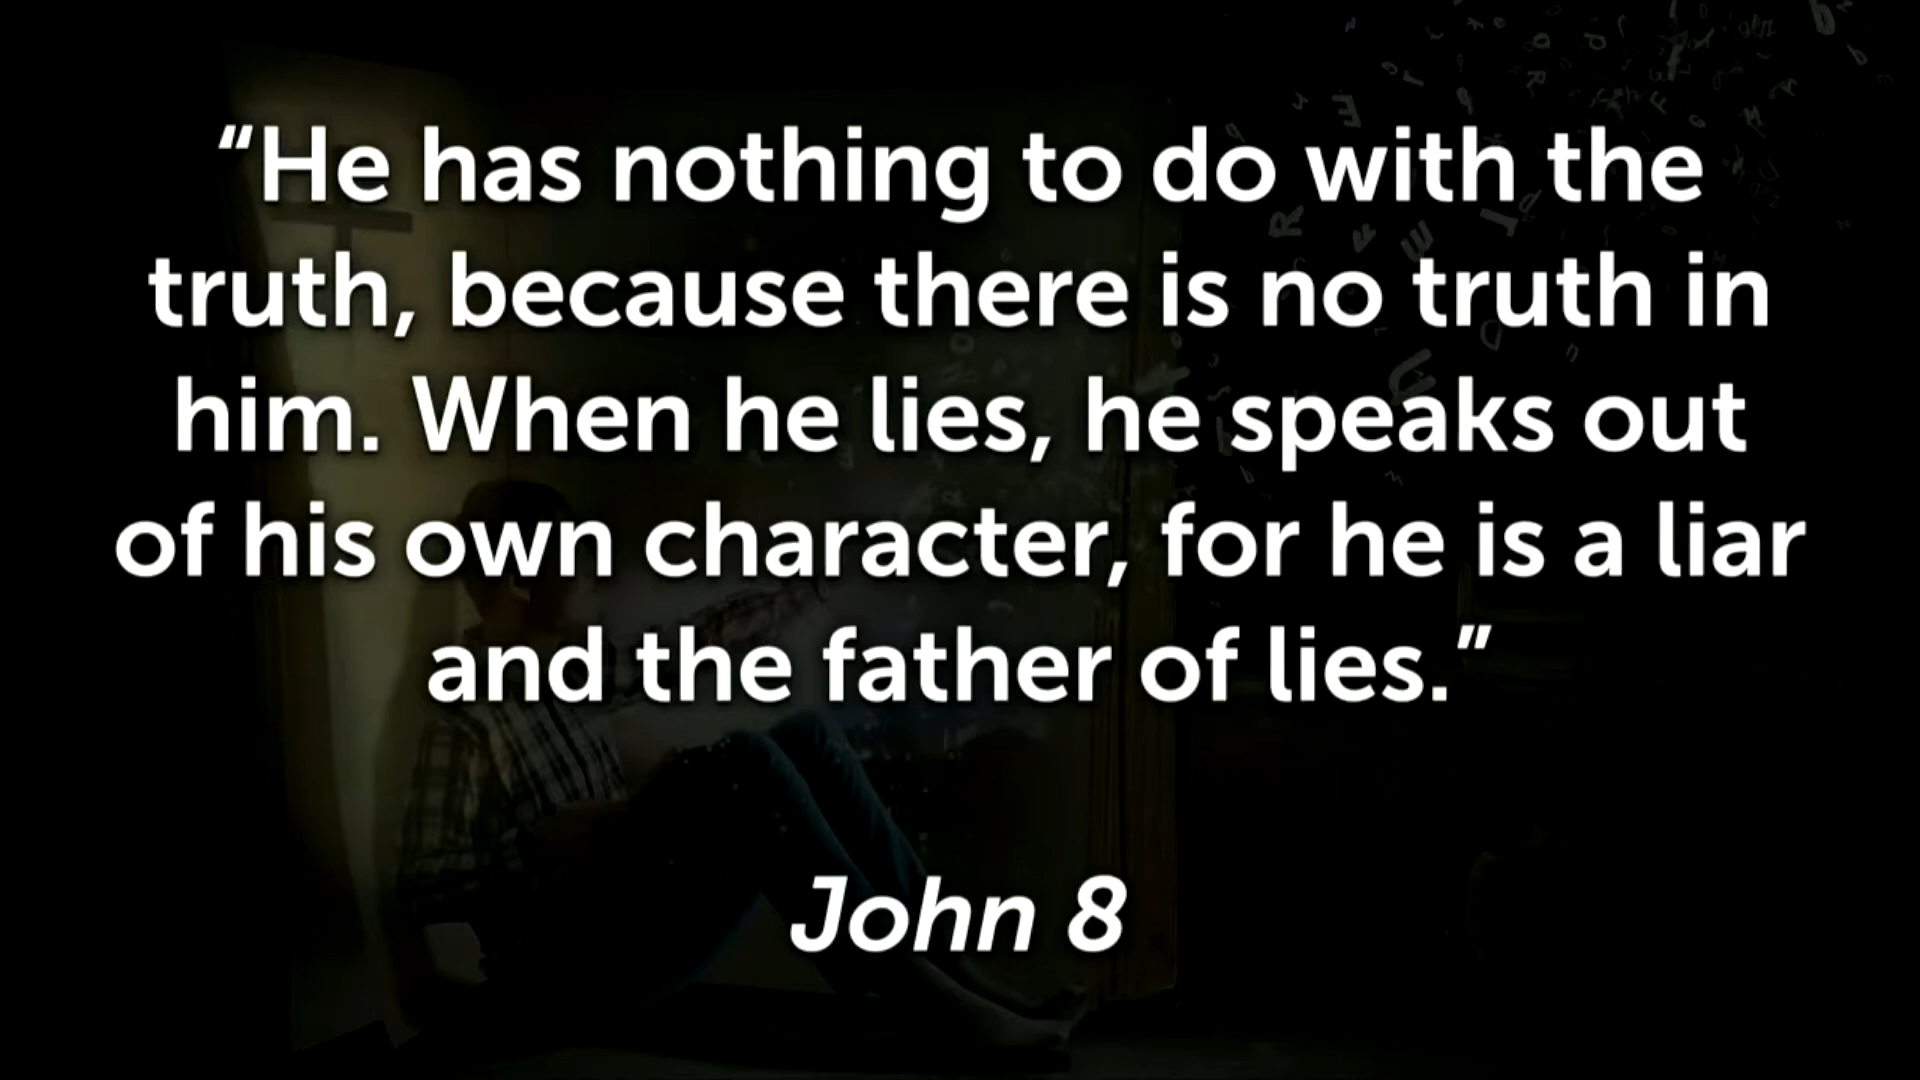 “He has nothing to do with the
truth, because there is no truth in
him. When he lies, he speaks out
of his own character, for he is a liar
and the father of lies.”
John 8